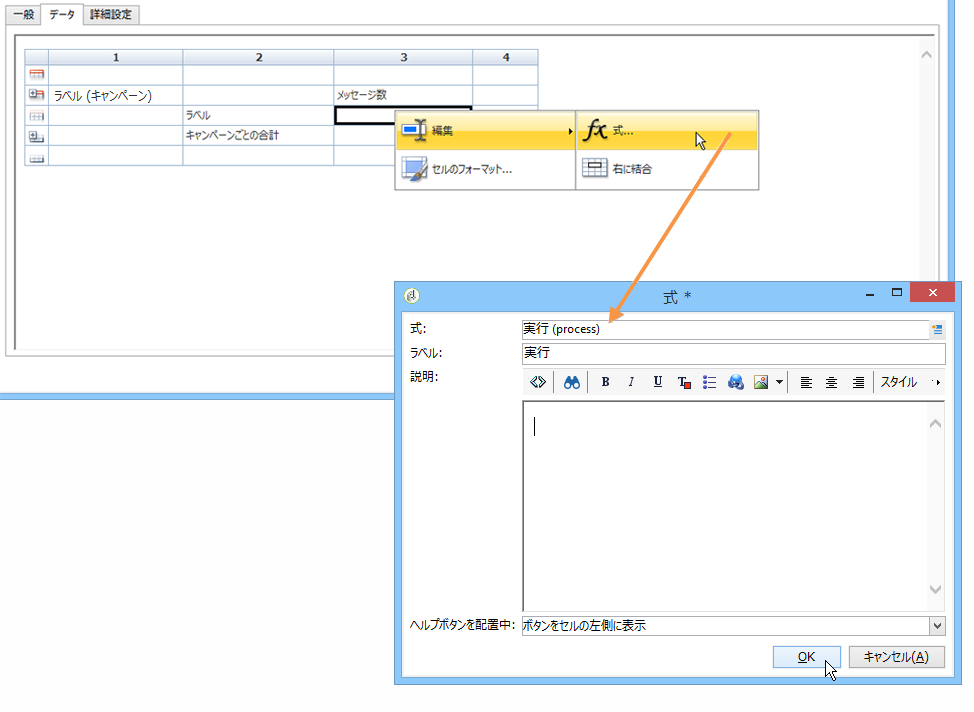 一般 データ 詳細設定
1 2 3 4
ラベル (キャンペーン) メッセージ数
ラベル
キャンペーンごとの合計
編集
fx 式...
セルのフォーマット...
右に結合
式 *
式: 実行 (process)
ラベル: 実行
説明:
B I U T スタイル
ヘルプボタンを配置中: ボタンをセルの左側に表示
OK キャンセル(A)